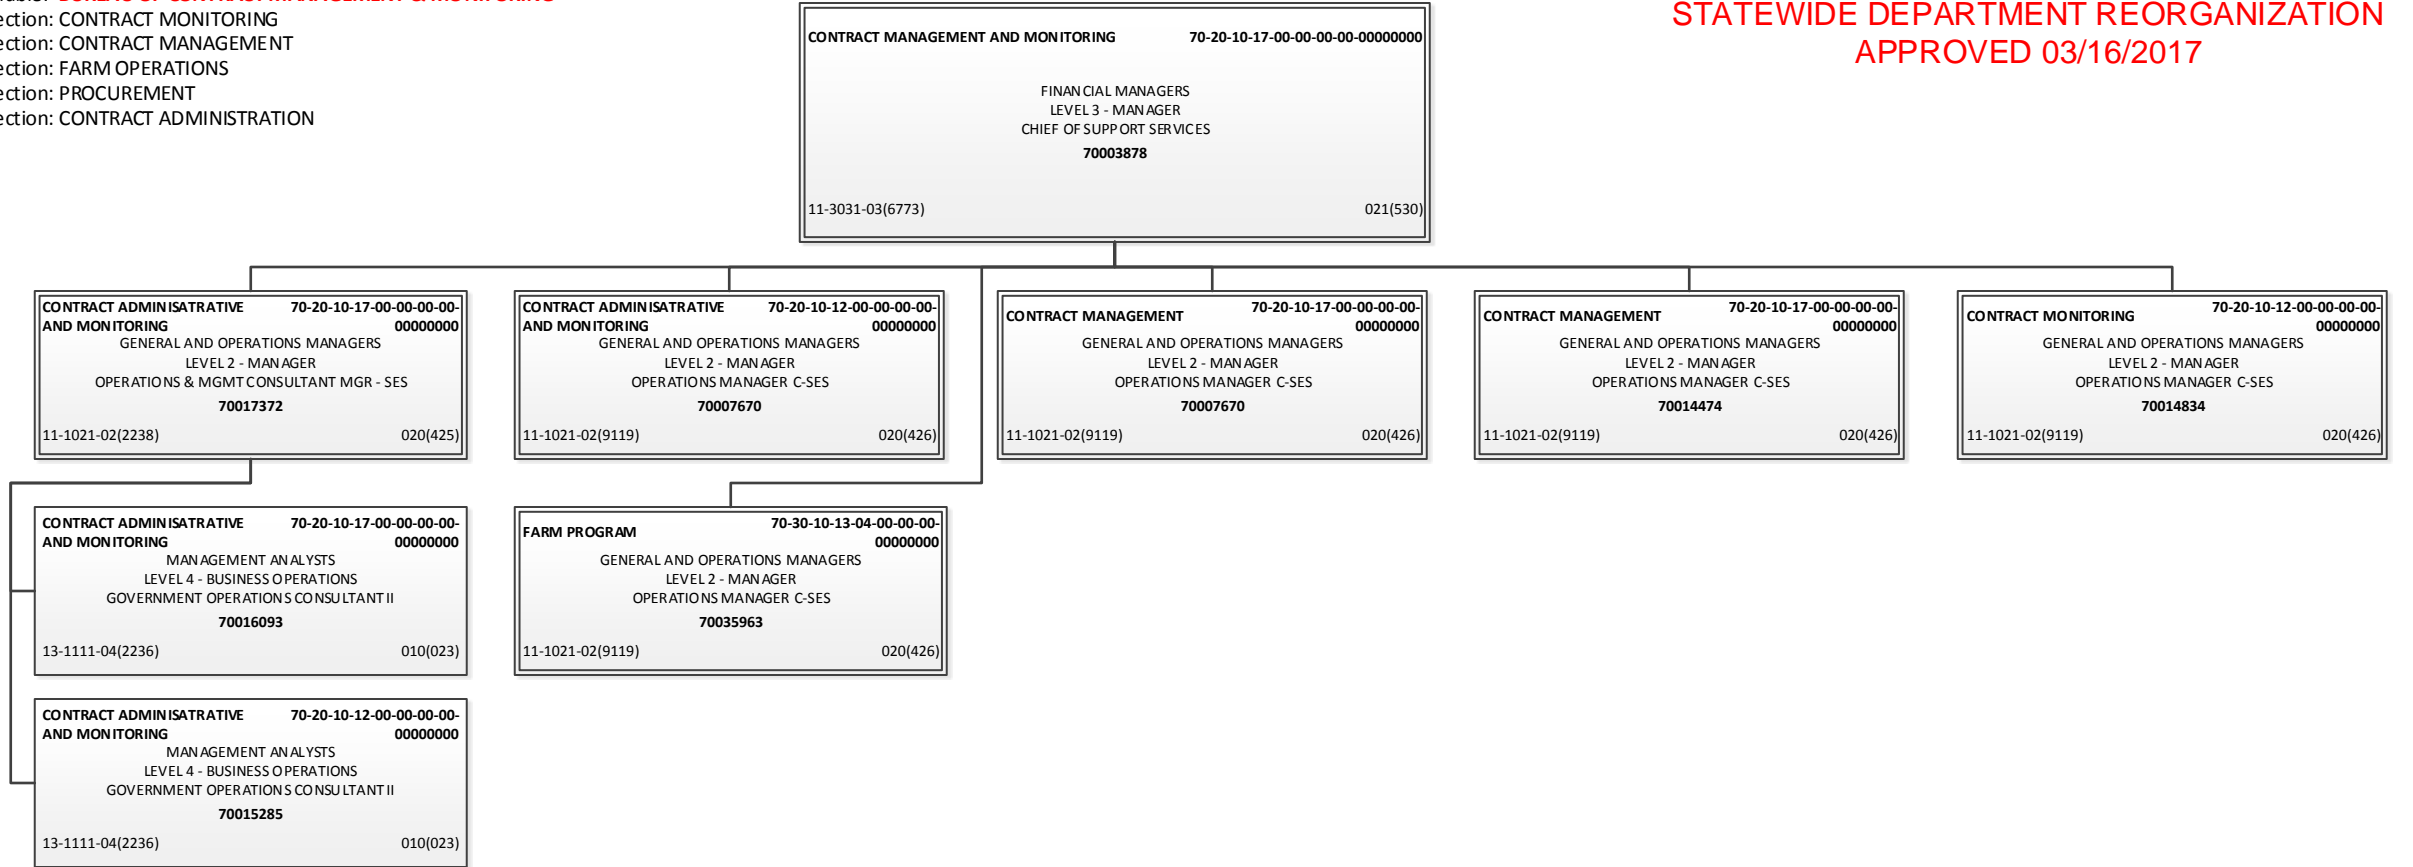 ection: CONTRACT MONITORING
ection: CONTRACT MANAGEMENT
ection: FARM OPERATIONS
ection: PROCUREMENT
ection: CONTRACT ADMINISTRATION
STATEWIDE DEPARTMENT REORGANIZATION
APPROVED 03/16/2017
CONTRACT MANAGEMENT AND MONITORING 70-20-10-17-00-00-00-00-00000000
FINANCIAL MANAGERS
LEVEL 3 - MANAGER
CHIEF OF SUPPORT SERVICES
70003878
11-3031-03(6773) 021(530)
CONTRACT ADMINISATRATIVE 70-20-10-17-00-00-00-00-
AND MONITORING 00000000
GENERAL AND OPERATIONS MANAGERS
LEVEL 2 - MANAGER
OPERATIONS & MGMT CONSULTANT MGR - SES
70017372
11-1021-02(2238) 020(425)
CONTRACT ADMINISATRATIVE 70-20-10-12-00-00-00-00-
AND MONITORING 00000000
GENERAL AND OPERATIONS MANAGERS
LEVEL 2 - MANAGER
OPERATIONS MANAGER C-SES
70007670
11-1021-02(9119) 020(426)
CONTRACT MANAGEMENT 70-20-10-17-00-00-00-00-
00000000
GENERAL AND OPERATIONS MANAGERS
LEVEL 2 - MANAGER
OPERATIONS MANAGER C-SES
70007670
11-1021-02(9119) 020(426)
CONTRACT MANAGEMENT 70-20-10-17-00-00-00-00-
00000000
GENERAL AND OPERATIONS MANAGERS
LEVEL 2 - MANAGER
OPERATIONS MANAGER C-SES
70014474
11-1021-02(9119) 020(426)
CONTRACT MONITORING 70-20-10-12-00-00-00-00-
00000000
GENERAL AND OPERATIONS MANAGERS
LEVEL 2 - MANAGER
OPERATIONS MANAGER C-SES
70014834
11-1021-02(9119) 020(426)
CONTRACT ADMINISATRATIVE 70-20-10-17-00-00-00-00-
AND MONITORING 00000000
MANAGEMENT ANALYSTS
LEVEL 4 - BUSINESS OPERATIONS
GOVERNMENT OPERATIONS CONSULTANT II
70016093
13-1111-04(2236) 010(023)
FARM PROGRAM 70-30-10-13-04-00-00-00-
00000000
GENERAL AND OPERATIONS MANAGERS
LEVEL 2 - MANAGER
OPERATIONS MANAGER C-SES
70035963
11-1021-02(9119) 020(426)
CONTRACT ADMINISATRATIVE 70-20-10-12-00-00-00-00-
AND MONITORING 00000000
MANAGEMENT ANALYSTS
LEVEL 4 - BUSINESS OPERATIONS
GOVERNMENT OPERATIONS CONSULTANT II
70015285
13-1111-04(2236) 010(023)